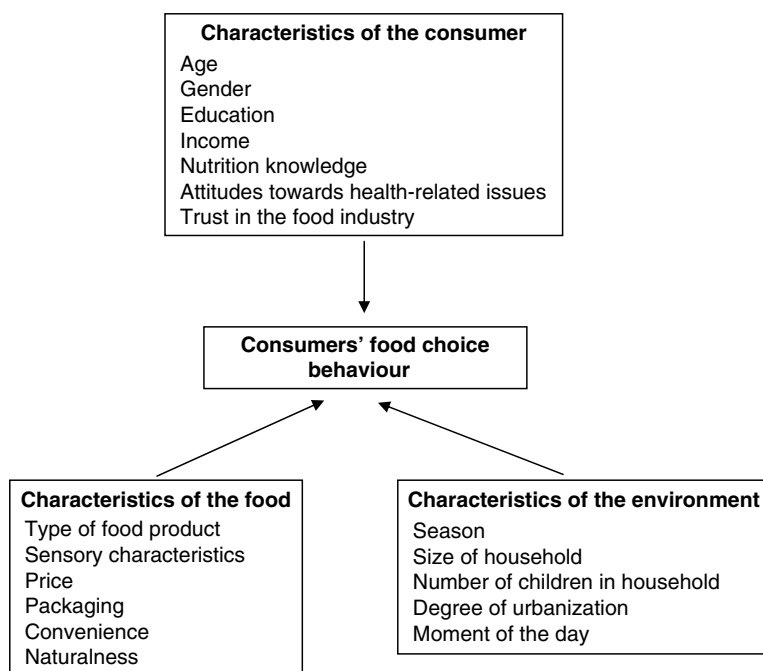 Characteristics of the consumer
Age
Gender
Education
Income
Nutrition knowledge
Attitudes towards health-related issues
Trust in the food industry
Consumers’ food choice
behaviour
Characteristics of the food
Type of food product
Sensory characteristics
Price
Packaging
Convenience
Naturalness
Characteristics of the environment
Season
Size of household
Number of children in household
Degree of urbanization
Moment of the day